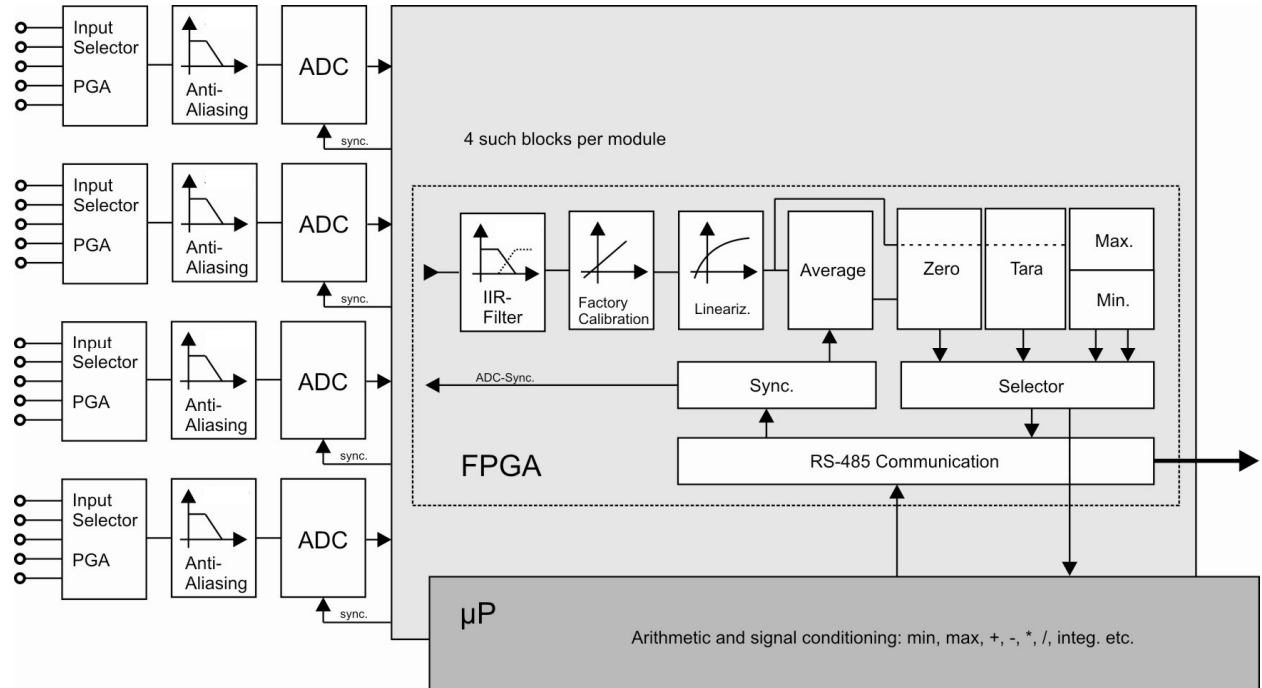 Input
Selector
PGA
Anti-
Aliasing
ADC
sync.
4 such blocks per module
Input
Selector
PGA
Anti-
Aliasing
ADC
sync.
IIR-
Filter
Factory
Calibration
Lineariz.
Average
Zero
Tara
Max.
Min.
Input
Selector
PGA
Anti-
Aliasing
ADC
sync.
ADC-Sync.
Sync.
Selector
FPGA
RS-485 Communication
Input
Selector
PGA
Anti-
Aliasing
ADC
sync.
µP
Arithmetic and signal conditioning: min, max, +, -, *, /, integ. etc.